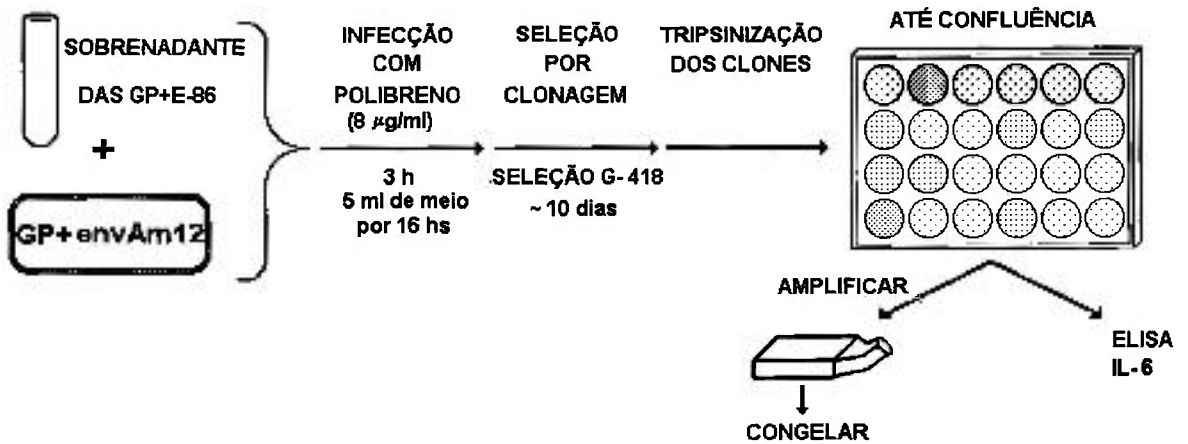 SOBRENADANTE
DAS GP+E-86
+
GP+envAm12
INFECÇÃO
COM
POLIBRENO
(8 µg/ml)
3 h
5 ml de meio
por 16 hs
SELEÇÃO
POR
CLONAGEM
SELEÇÃO G-418
~ 10 dias
TRIPSINIZAÇÃO
DOS CLONES
ATÉ CONFLUÊNCIA
AMPLIFICAR
CONGELAR
ELISA
IL-6